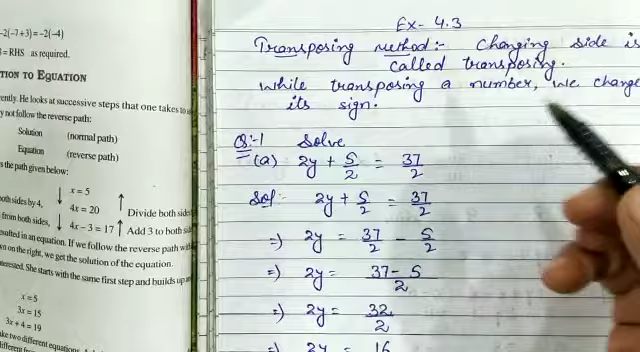 -2(-7+3)=-2(-4)
= RHS as required.
TION TO EQUATION
ently. He looks at successive steps that one takes to
y not follow the reverse path:
Solution (normal path)
Equation (reverse path)
s the path given below:
x = 5
both sides by 4, 4x = 20 Divide both sides
from both sides, 4x − 3 = 17 Add 3 to both sid
in an equation. If we follow the reverse path
on the right, we get the solution of the equation.
She starts with the same first step and builds up
x = 5
3x = 15
3x + 4 = 19
ake two different equations.
different
Ex- 4.3
Transposing method:- Changing side is
called transposing.
While transposing a number, we change
its sign.
Q:-1 Solve
(a) 2y + 5/2 = 37/2
Sol: 2y + 5/2 = 37/2
=) 2y = 37/2 - 5/2
=) 2y = 37-5/2
=) 2y = 32/2
=) 2y = 16